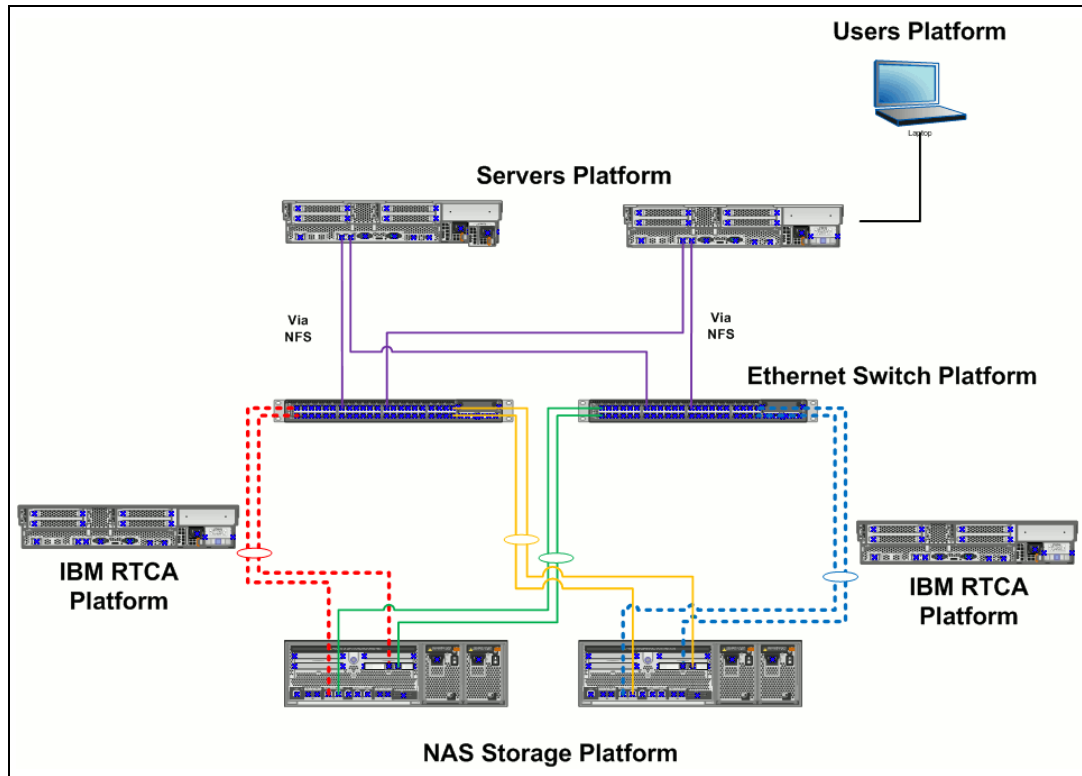 Users Platform
Laptop
Servers Platform
Via
NFS
Via
NFS
Ethernet Switch Platform
IBM RTCA
Platform
IBM RTCA
Platform
NAS Storage Platform